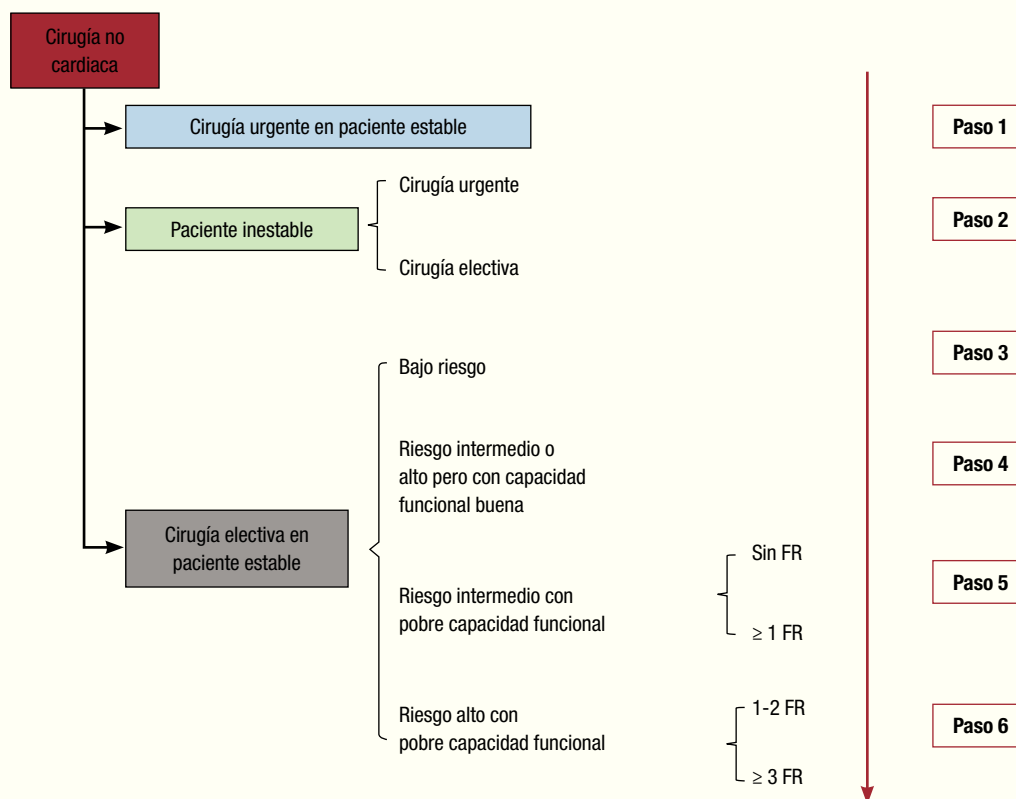 Cirugía no
cardiaca
Cirugía urgente en paciente estable
Paso 1
Cirugía urgente
Paciente inestable
Paso 2
Cirugía electiva
Paso 3
Bajo riesgo
Riesgo intermedio o
alto pero con capacidad
funcional buena
Paso 4
Cirugía electiva en
paciente estable
Sin FR
Riesgo intermedio con
pobre capacidad funcional
Paso 5
≥ 1 FR
1-2 FR
Riesgo alto con
pobre capacidad funcional
Paso 6
≥ 3 FR